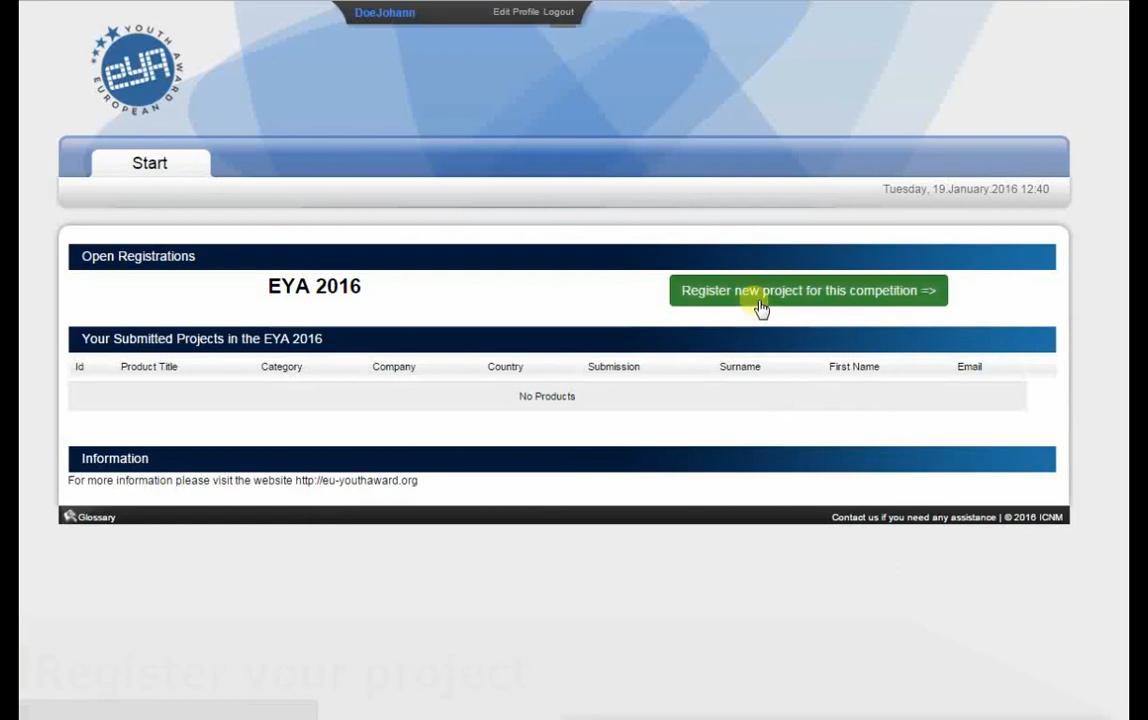 DoeJohann Edit Profile Logout
YOUTH AWARD
eya
EUROPEAN
Start
Tuesday, 19.January.2016 12:40
Open Registrations
EYA 2016
Register new project for this competition =>
Your Submitted Projects in the EYA 2016
Id Product Title Category Company Country Submission Surname First Name Email
No Products
Information
For more information please visit the website http://eu-youthaward.org
Glossary
Contact us if you need any assistance | © 2016 ICNM
Register your project